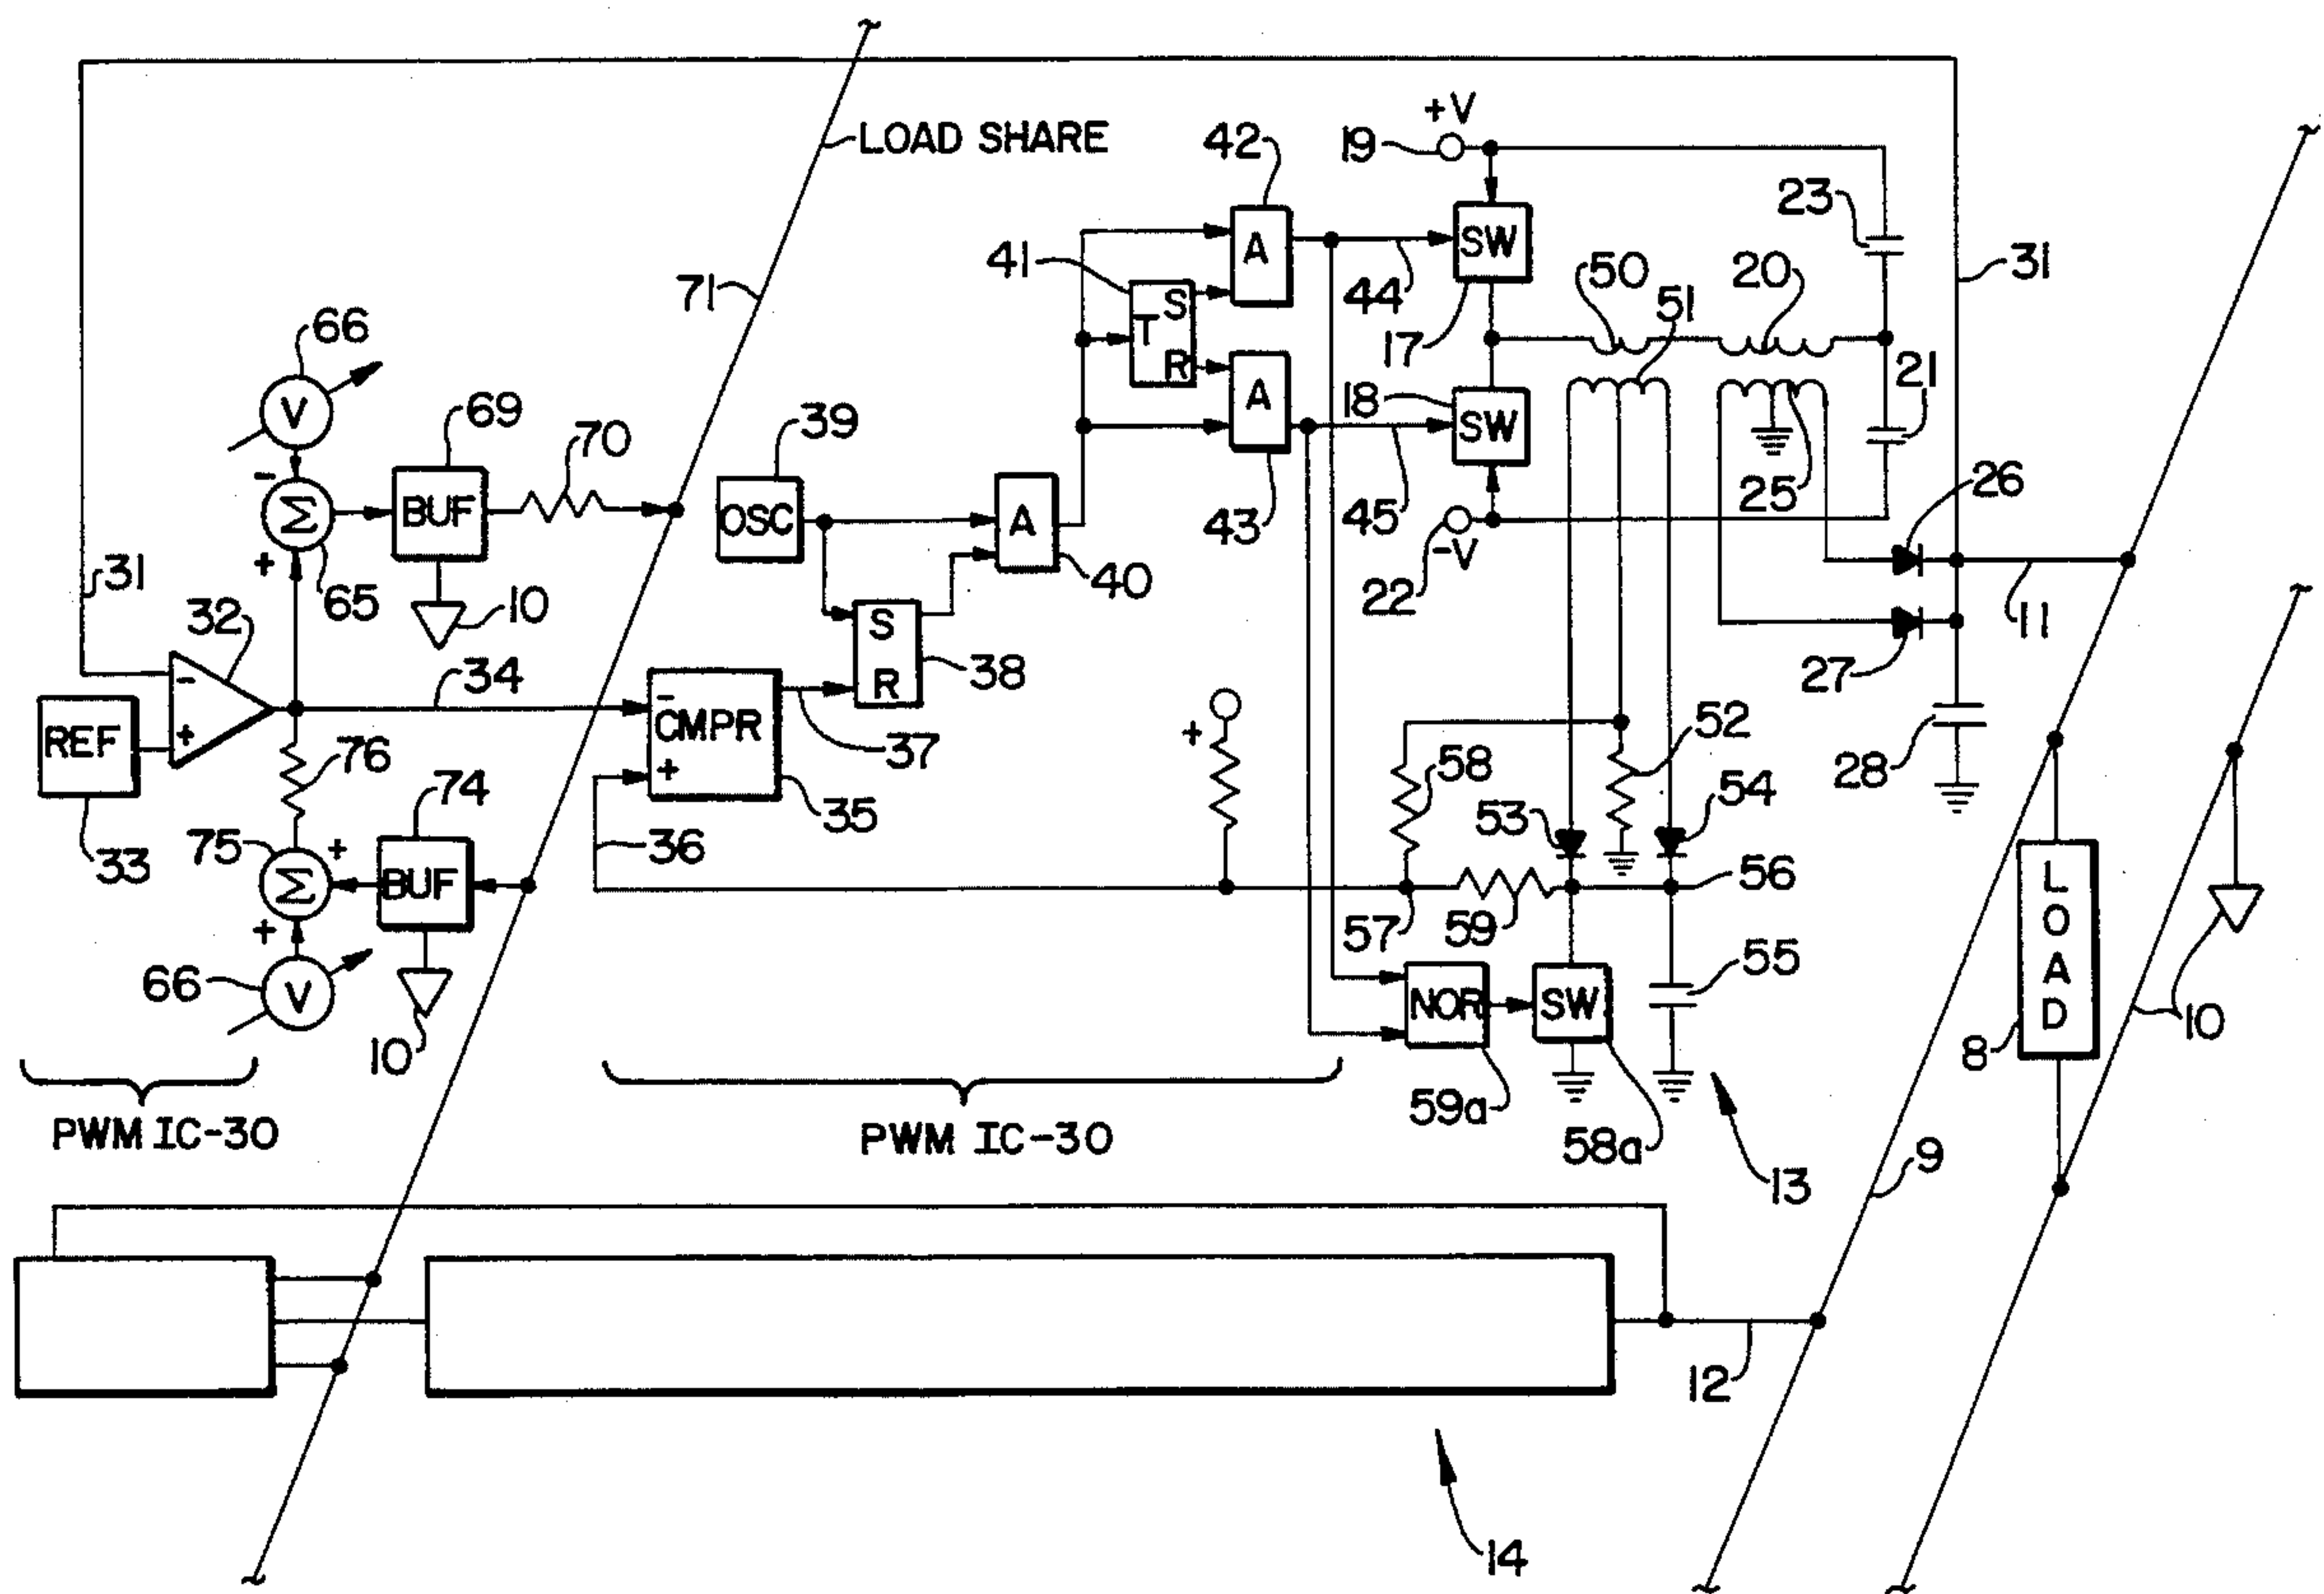 LOAD SHARE
71
+V
19
-V
22
42
A
43
A
41
T
S
R
44
45
17
SW
18
SW
50
51
20
23
21
25
31
26
27
11
28
66
V
-
Σ
+
65
69
BUF
70
10
39
OSC
40
A
38
S
R
31
32
-
+
REF
33
34
-
CMPR
+
35
36
37
76
74
BUF
75
Σ
+
+
66
V
10
+
58
52
53
54
56
57
59
55
NOR
59a
SW
58a
L
O
A
D
8
10
13
9
PWM IC-30
PWM IC-30
12
14